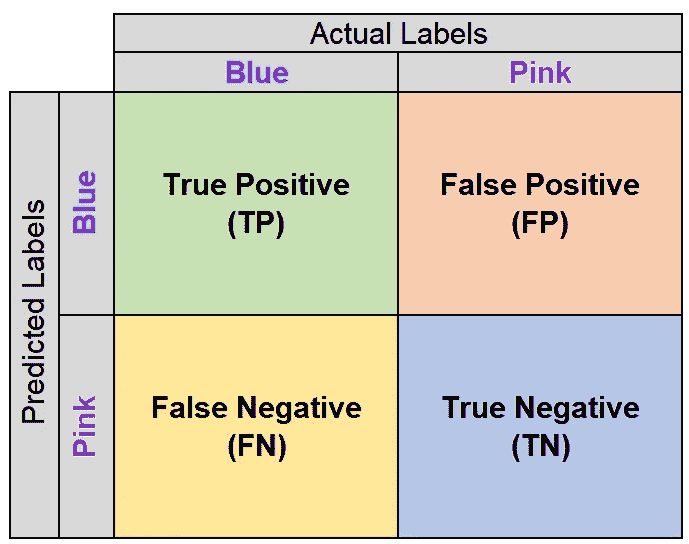 Actual Labels
Blue
Pink
Predicted Labels
Blue
True Positive
(TP)
False Positive
(FP)
Pink
False Negative
(FN)
True Negative
(TN)